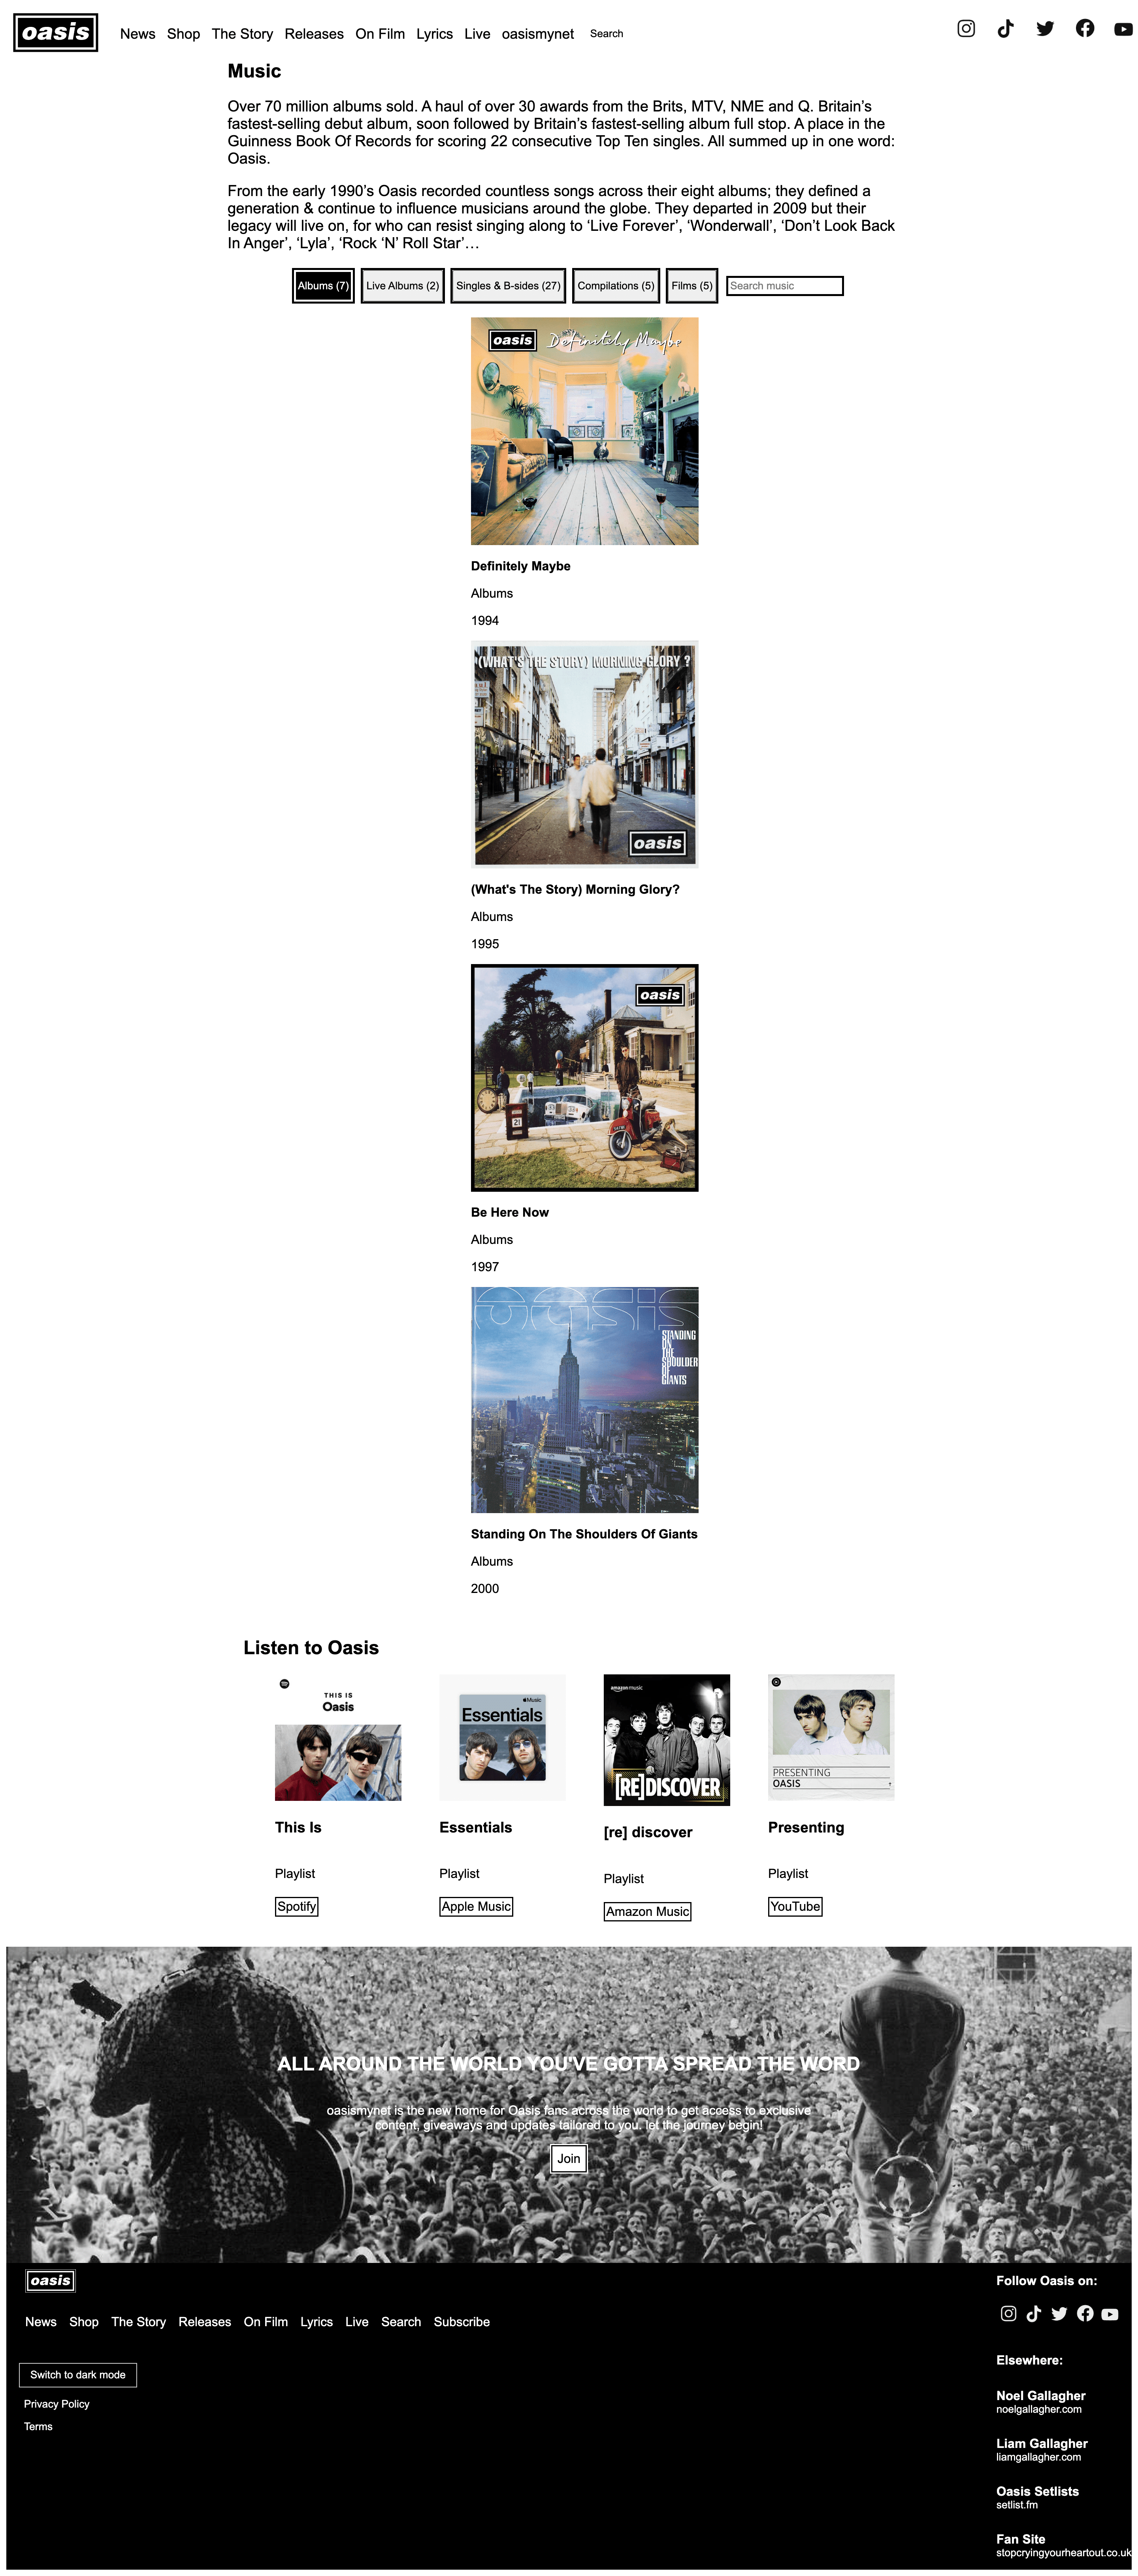 oasis
News Shop The Story Releases On Film Lyrics Live oasismynet Search
Music
Over 70 million albums sold. A haul of over 30 awards from the Brits, MTV, NME and Q. Britain’s
fastest-selling debut album, soon followed by Britain’s fastest-selling album full stop. A place in the
Guinness Book Of Records for scoring 22 consecutive Top Ten singles. All summed up in one word:
Oasis.
From the early 1990’s Oasis recorded countless songs across their eight albums; they defined a
generation & continue to influence musicians around the globe. They departed in 2009 but their
legacy will live on, for who can resist singing along to ‘Live Forever’, ‘Wonderwall’, ‘Don’t Look Back
In Anger’, ‘Lyla’, ‘Rock ‘N’ Roll Star’…
Albums (7) Live Albums (2) Singles & B-sides (27) Compilations (5) Films (5) Search music
oasis Definitely Maybe
Definitely Maybe
Albums
1994
(WHAT'S THE STORY) MORNING GLORY ?
oasis
(What's The Story) Morning Glory?
Albums
1995
oasis
21
Be Here Now
Albums
1997
oasis
STANDING
ON
THE
SHOULDER
OF
GIANTS
Standing On The Shoulders Of Giants
Albums
2000
Listen to Oasis
THIS IS
Oasis
This Is
Playlist
Spotify
Music
Essentials
Essentials
Playlist
Apple Music
amazon music
[RE]DISCOVER
[re] discover
Playlist
Amazon Music
PRESENTING
OASIS
Presenting
Playlist
YouTube
ALL AROUND THE WORLD YOU'VE GOTTA SPREAD THE WORD
oasismynet is the new home for Oasis fans across the world to get access to exclusive
content, giveaways and updates tailored to you. let the journey begin!
Join
oasis
News Shop The Story Releases On Film Lyrics Live Search Subscribe
Switch to dark mode
Privacy Policy
Terms
Follow Oasis on:
Elsewhere:
Noel Gallagher
noelgallagher.com
Liam Gallagher
liamgallagher.com
Oasis Setlists
setlist.fm
Fan Site
stopcryingyourheartout.co.uk